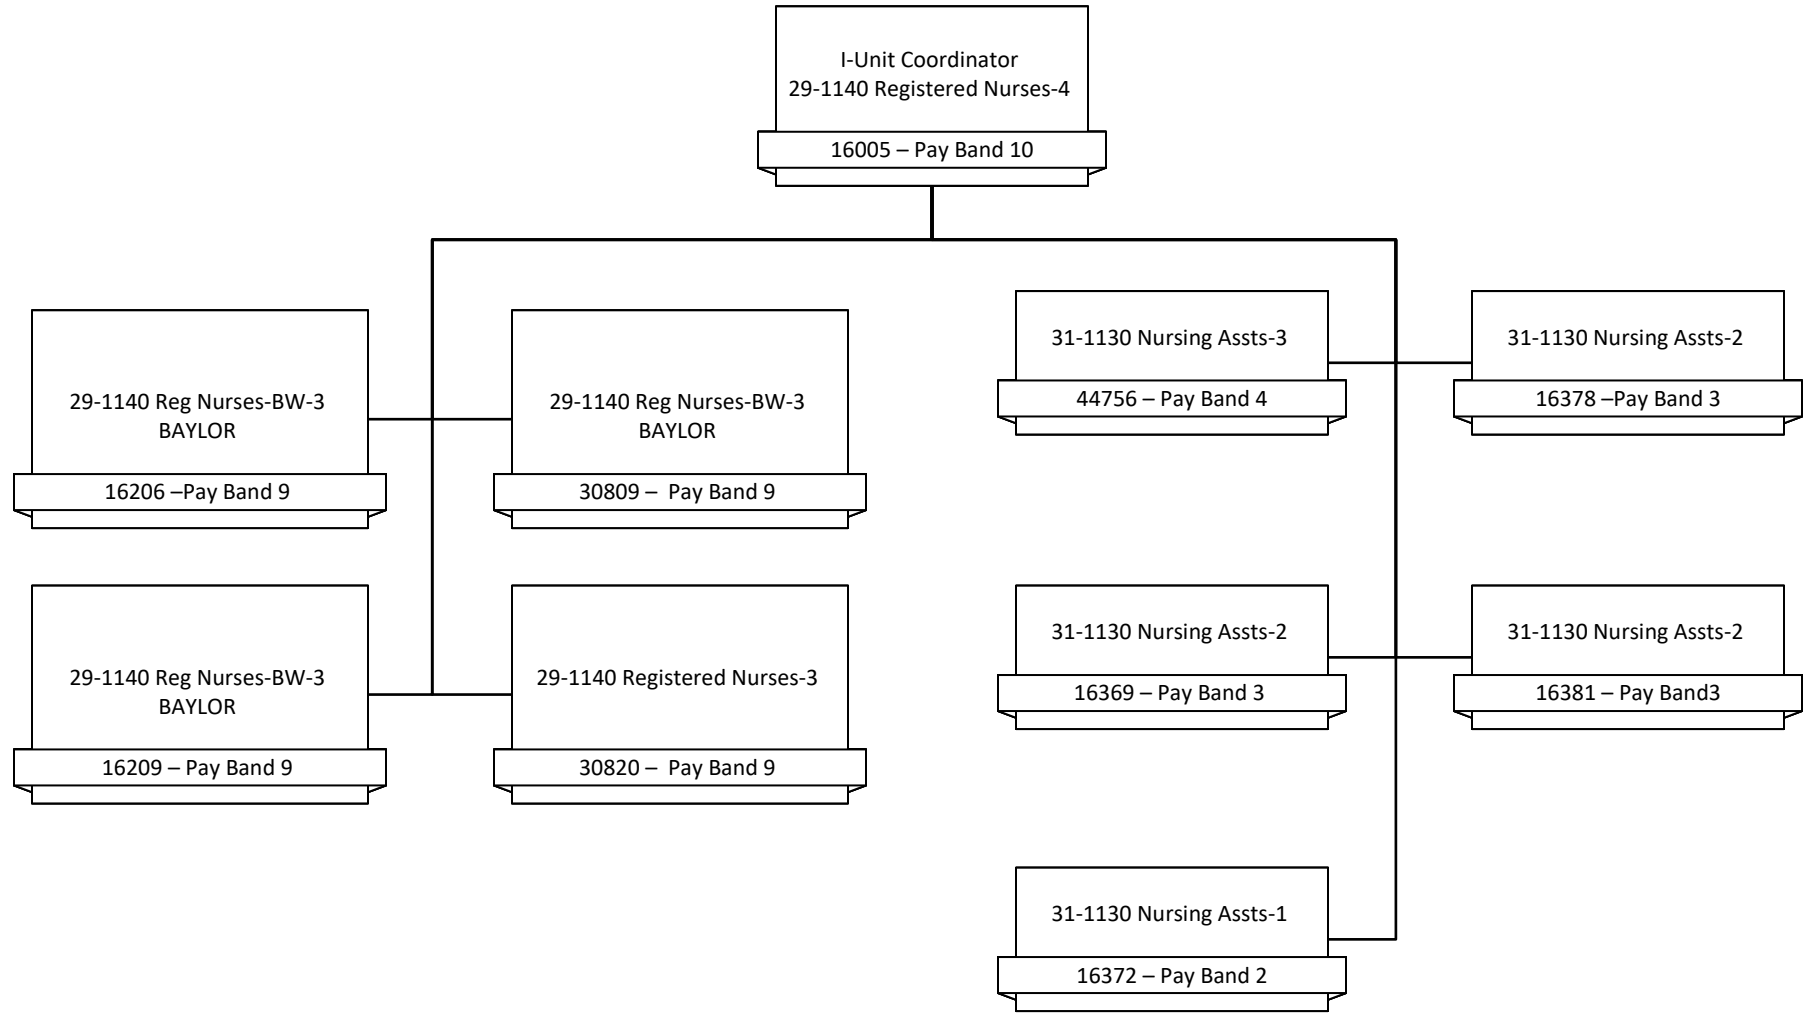 I-Unit Coordinator
29-1140 Registered Nurses-4
16005 – Pay Band 10
29-1140 Reg Nurses-BW-3
BAYLOR
16206 –Pay Band 9
29-1140 Reg Nurses-BW-3
BAYLOR
30809 –  Pay Band 9
29-1140 Reg Nurses-BW-3
BAYLOR
16209 – Pay Band 9
29-1140 Registered Nurses-3
30820 –  Pay Band 9
31-1130 Nursing Assts-3
44756 – Pay Band 4
31-1130 Nursing Assts-2
16378 –Pay Band 3
31-1130 Nursing Assts-2
16369 – Pay Band 3
31-1130 Nursing Assts-2
16381 – Pay Band3
31-1130 Nursing Assts-1
16372 – Pay Band 2